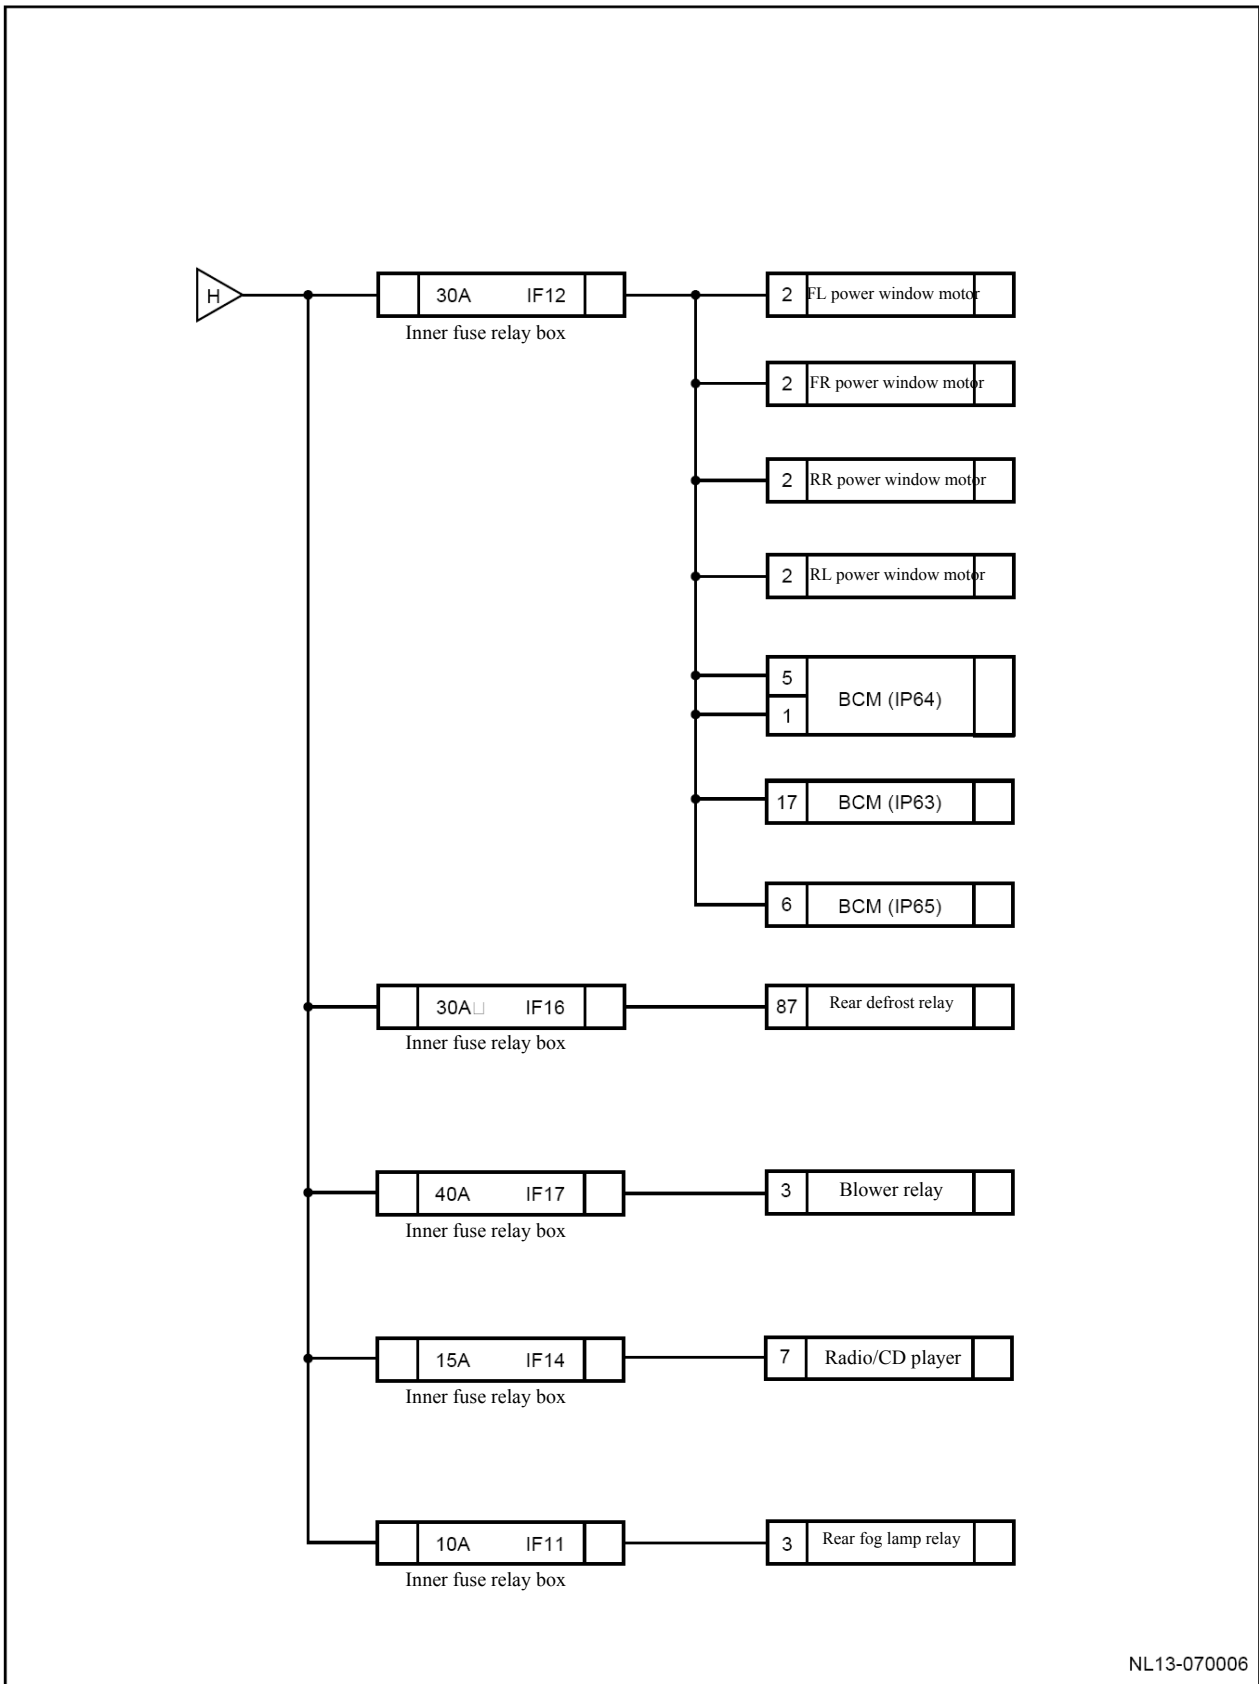 H
30A IF12
2 FL power window motor
Inner fuse relay box
2 FR power window motor
2 RR power window motor
2 RL power window motor
5
BCM (IP64)
1
17 BCM (IP63)
6 BCM (IP65)
30A□ IF16
87 Rear defrost relay
Inner fuse relay box
40A IF17
3 Blower relay
Inner fuse relay box
15A IF14
7 Radio/CD player
Inner fuse relay box
10A IF11
3 Rear fog lamp relay
Inner fuse relay box
NL13-070006